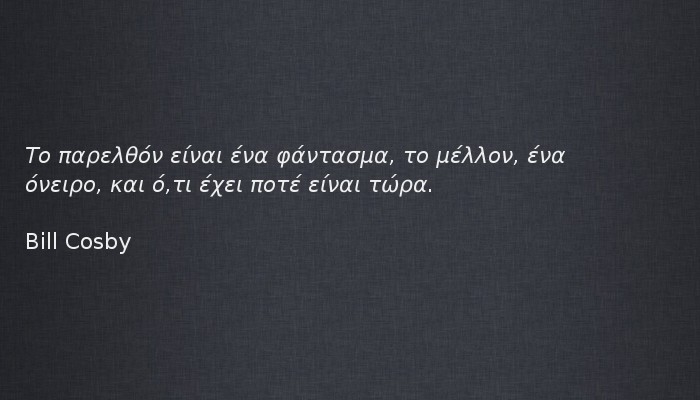 Το παρελθόν είναι ένα φάντασμα, το μέλλον, ένα
όνειρο, και ό,τι έχει ποτέ είναι τώρα.
Bill Cosby